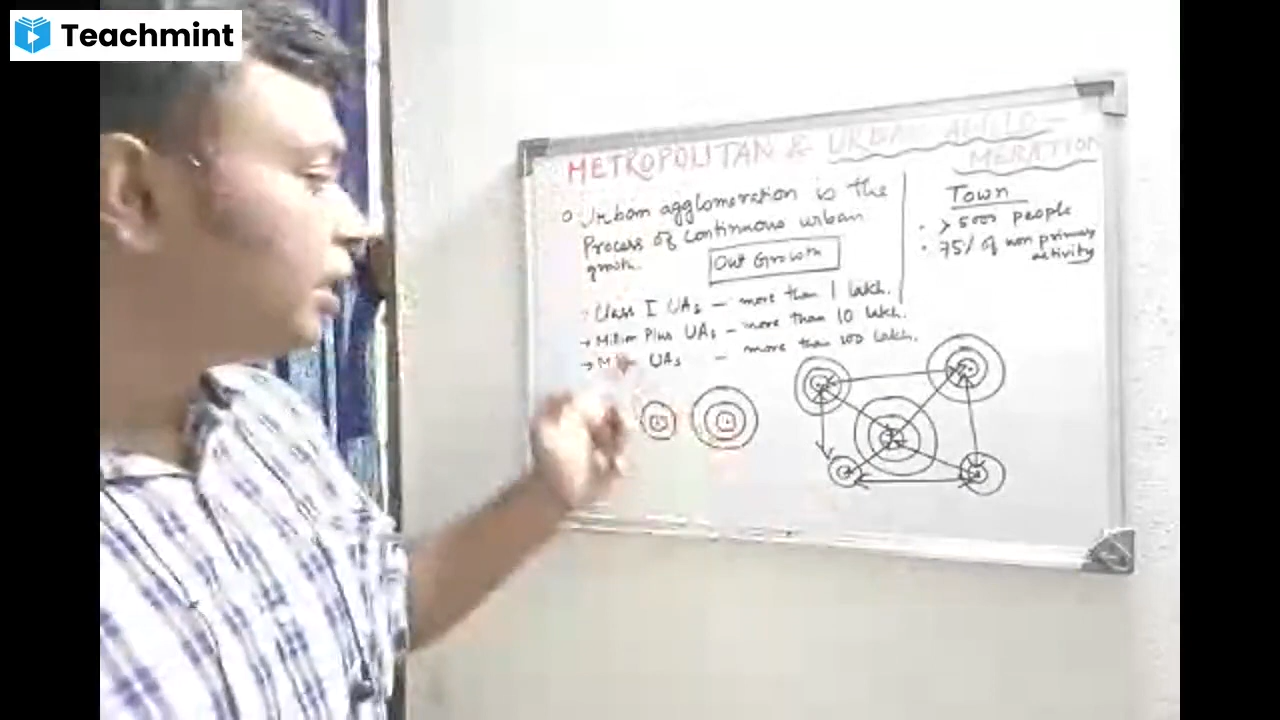 Teachmint
METROPOLITAN & URBAN AGGLO-
MERATION
Urban agglomeration is the
Process of continuous urban
growth.
Out Growth
Class I UAs – more than 1 lakh.
→ Million Plus UAs – more than 10 lakh.
→ UAs – more than 100 lakh.
Town
· > 5000 people
· 75% of non primary
activity